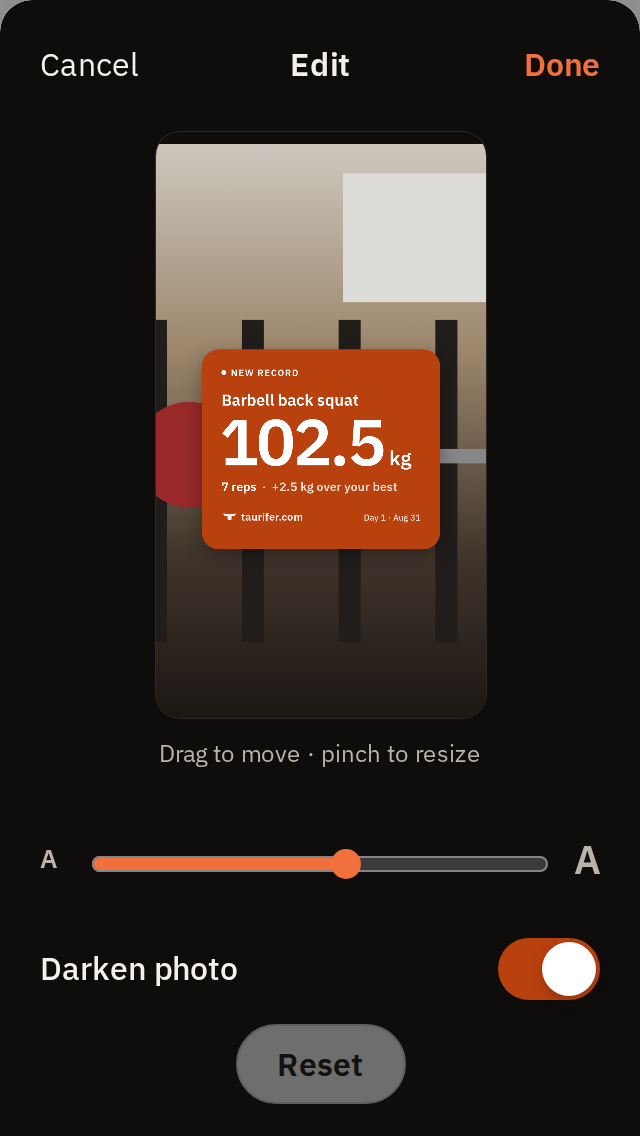 Cancel Edit Done
NEW RECORD
Barbell back squat
102.5 kg
7 reps · +2.5 kg over your best
taurifer.com Day 1 · Aug 31
Drag to move · pinch to resize
A A
Darken photo
Reset